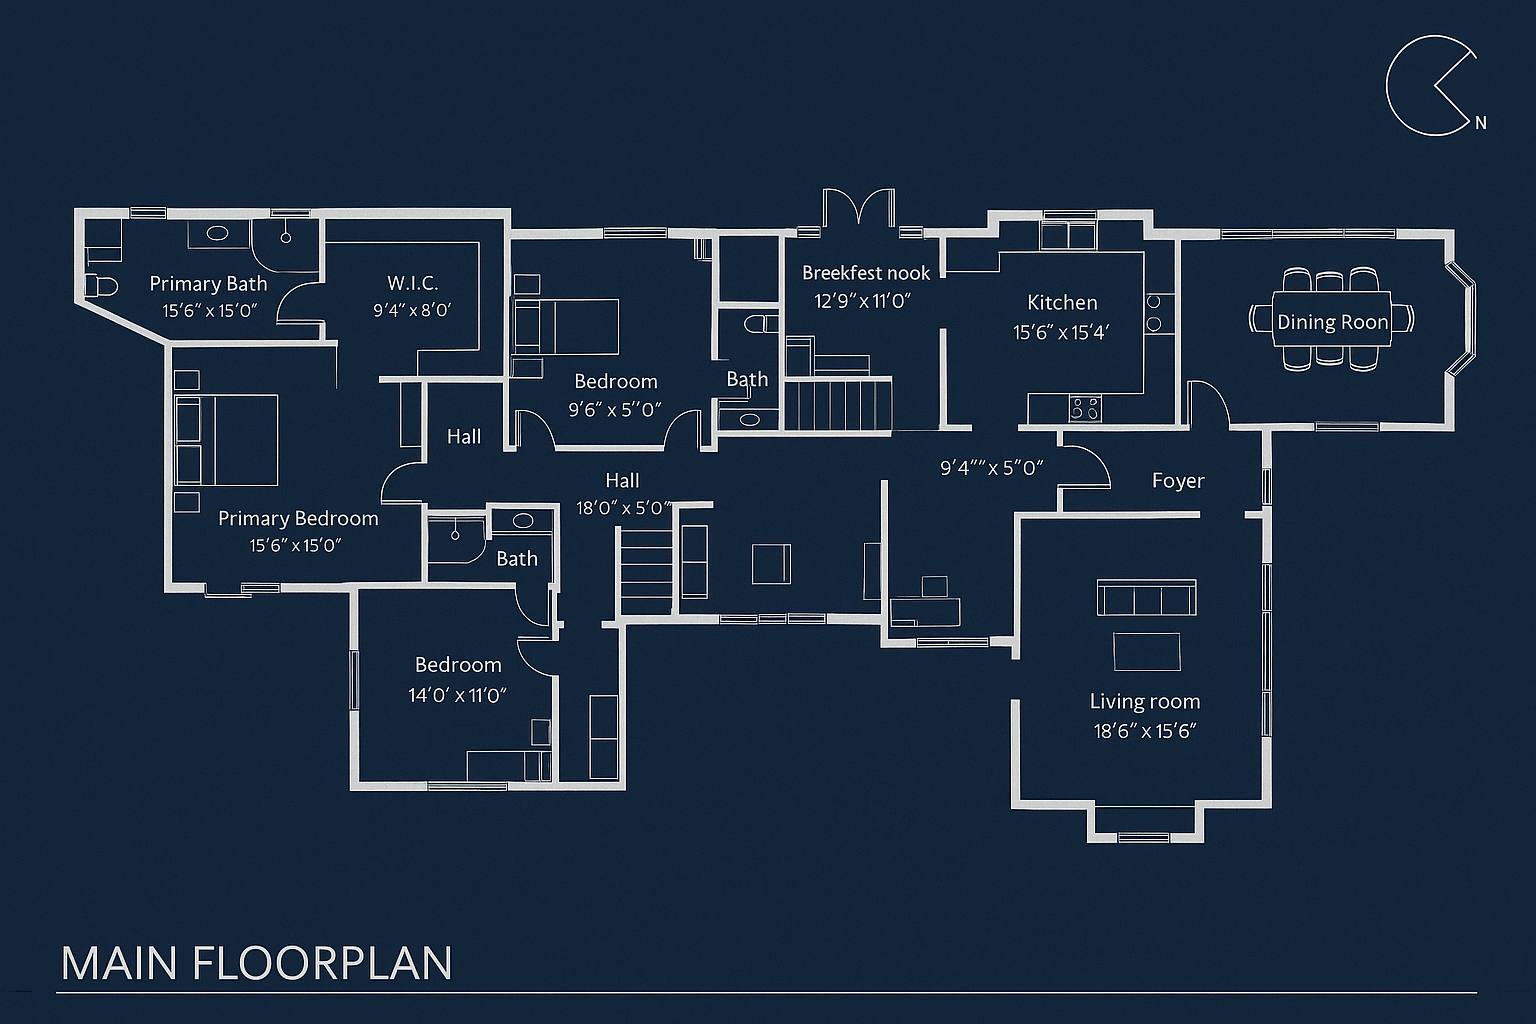 N
Primary Bath
15′6″ x 15′0″
W.I.C.
9′4″ x 8′0′
Breekfest nook
12′9″ x 11′0″
Kitchen
15′6″ x 15′4′
Dining Roon
Bedroom
9′6″ x 5′′0″
Bath
Hall
Hall
18′0″ x 5′0″
9′4″″ x 5″0″
Foyer
Primary Bedroom
15′6″ x 15′0″
Bath
Bedroom
14′0′ x 11′0″
Living room
18′6″ x 15′6″
MAIN FLOORPLAN